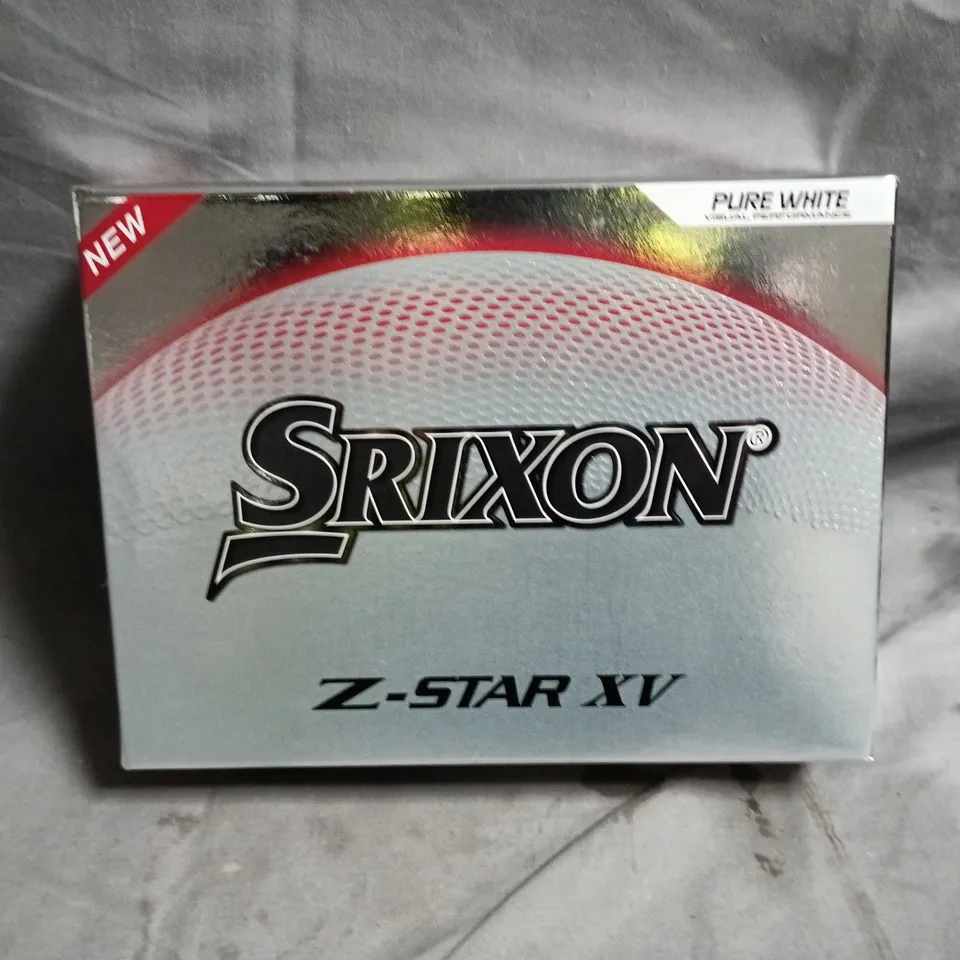 NEW
PURE WHITE
VISUAL PERFORMANCE
SRIXON®
Z-STAR XV